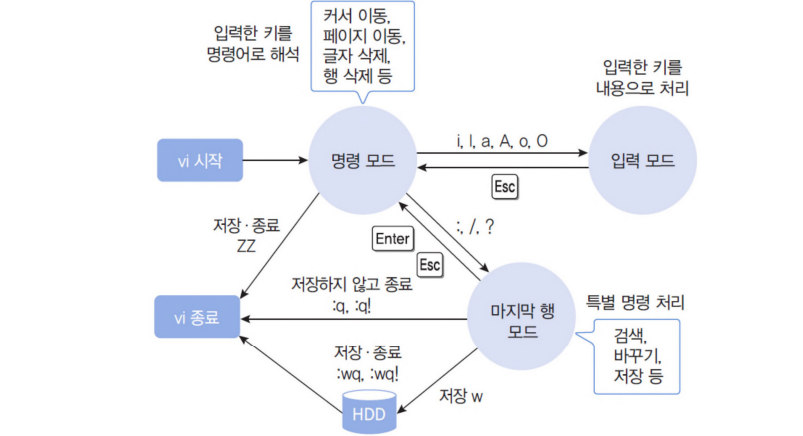 입력한 키를
명령어로 해석
커서 이동,
페이지 이동,
글자 삭제,
행 삭제 등
입력한 키를
내용으로 처리
vi 시작
명령 모드
i, I, a, A, o, O
Esc
입력 모드
저장·종료
ZZ
:, /, ?
Enter
Esc
저장하지 않고 종료
:q, :q!
vi 종료
마지막 행
모드
특별 명령 처리
검색,
바꾸기,
저장 등
저장·종료
:wq, :wq!
저장 w
HDD